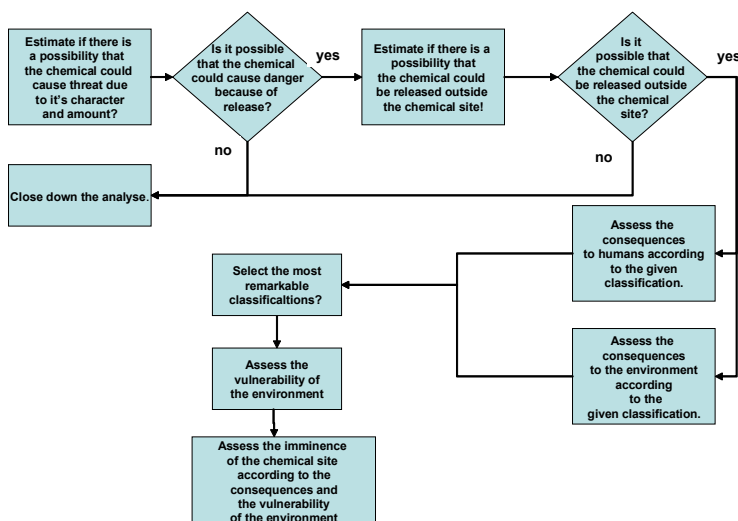 Estimate if there is
a possibility that
the chemical could
cause threat due
to it's character
and amount?
Is it possible
that the chemical
could cause danger
because of
release?
yes
Estimate if there is a
possibility that
the chemical could
be released outside
the chemical site!
Is it
possible that
the chemical could
be released outside
the chemical
site?
yes
no
no
Close down the analyse.
Assess the
consequences
to humans according
to the given
classification.
Select the most
remarkable
classificaltions?
Assess the
consequences
to the environment
according
to the
given classification.
Assess the
vulnerability of
the environment
Assess the imminence
of the chemical site
according to the
consequences and
the vulnerability
of the environment